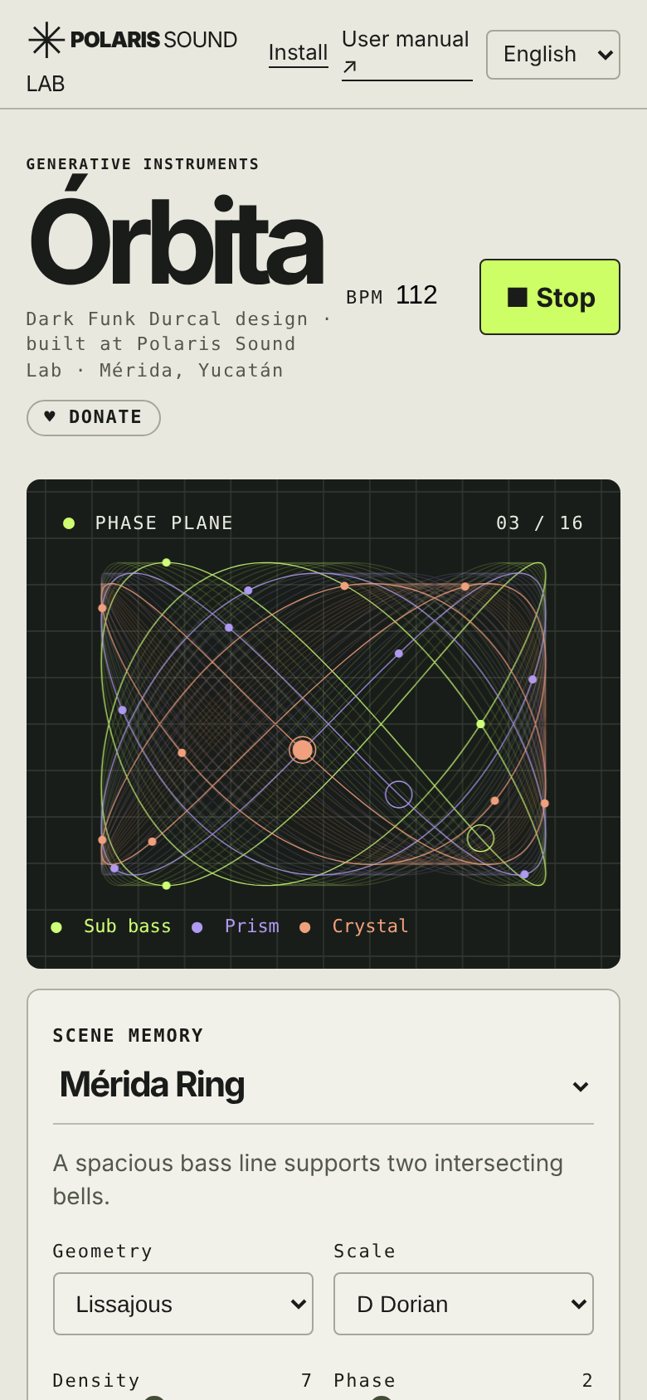 POLARIS SOUND
LAB
Install
User manual
↗
English
GENERATIVE INSTRUMENTS
Órbita
BPM 112
■ Stop
Dark Funk Durcal design ·
built at Polaris Sound
Lab · Mérida, Yucatán
♥ DONATE
PHASE PLANE
03 / 16
Sub bass
Prism
Crystal
SCENE MEMORY
Mérida Ring
A spacious bass line supports two intersecting
bells.
Geometry
Scale
Lissajous
D Dorian
Density 7
Phase 2